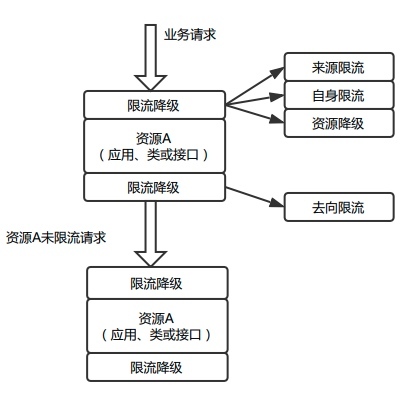 业务请求
限流降级
来源限流
自身限流
资源降级
资源A
（应用、类或接口）
限流降级
去向限流
资源A未限流请求
限流降级
资源A
（应用、类或接口）
限流降级